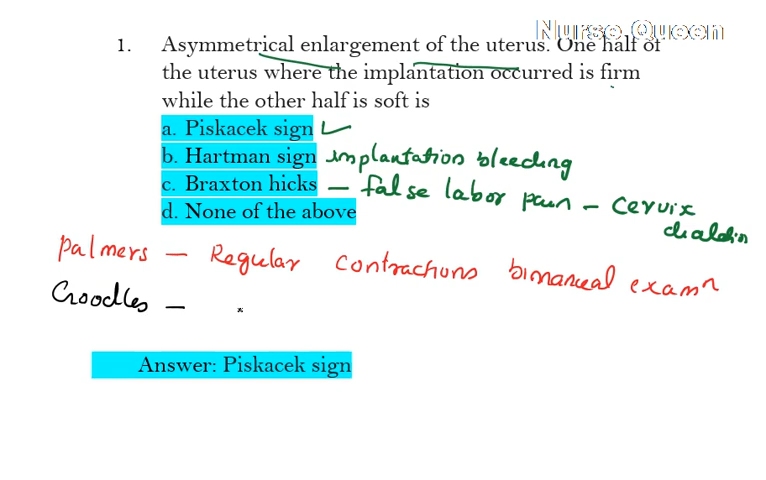 Nurse Queen
1. Asymmetrical enlargement of the uterus. One half of
the uterus where the implantation occurred is firm
while the other half is soft is
a. Piskacek sign
b. Hartman sign implantation bleeding
c. Braxton hicks – false labor pain – cervix
d. None of the above
Palmers – Regular contractions bimanual exam
Goodles –
Answer: Piskacek sign